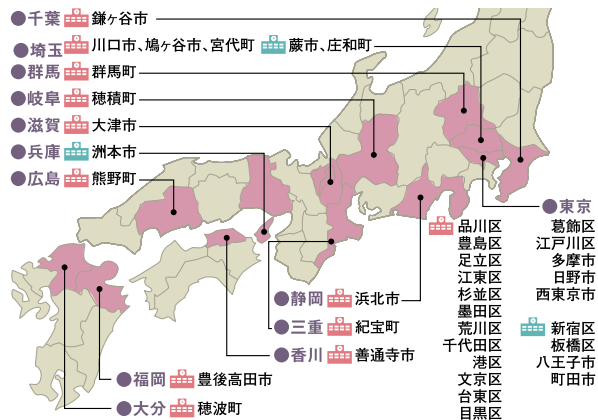 千葉 鎌ヶ谷市
埼玉 川口市、鳩ヶ谷市、宮代町 蕨市、庄和町
群馬 群馬町
岐阜 穂積町
滋賀 大津市
兵庫 洲本市
広島 熊野町
静岡 浜北市
三重 紀宝町
香川 善通寺市
福岡 豊後高田市
大分 穂波町
東京
品川区
豊島区
足立区
江東区
杉並区
墨田区
荒川区
千代田区
港区
文京区
台東区
目黒区
葛飾区
江戸川区
多摩市
日野市
西東京市
新宿区
板橋区
八王子市
町田市